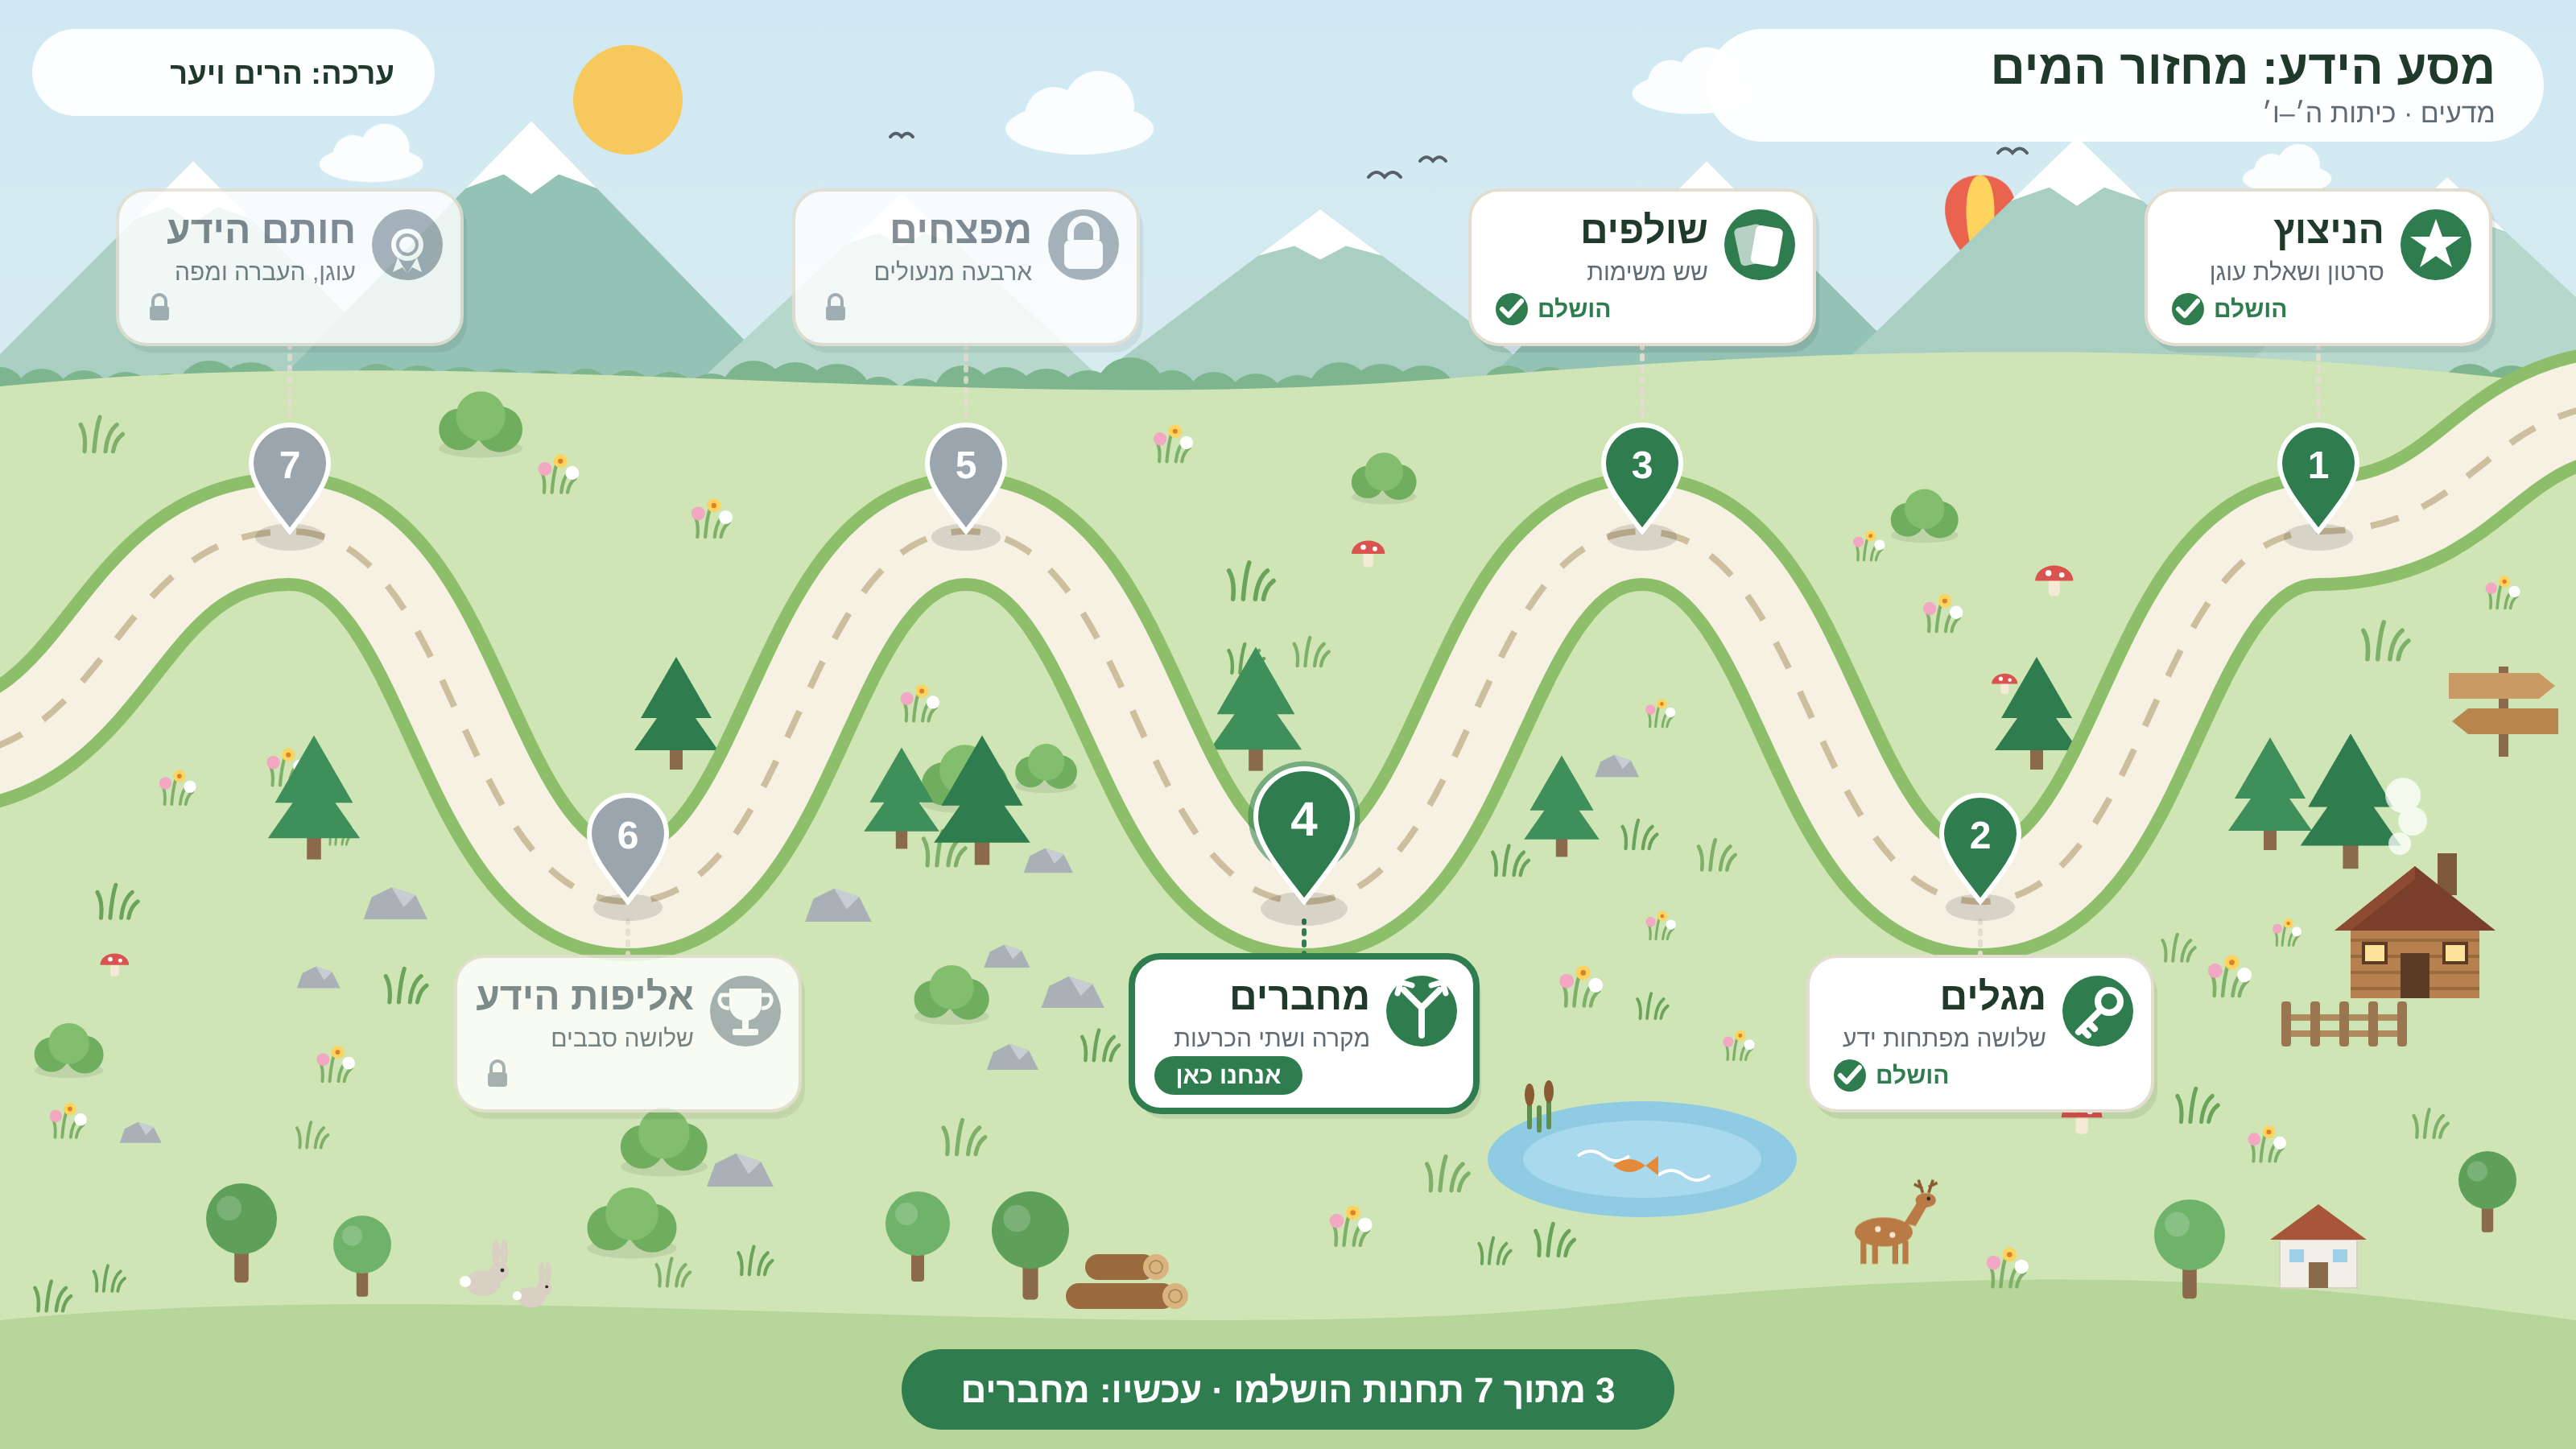 מסע הידע: מחזור המים
מדעים · כיתות ה׳–ו׳
ערכה: הרים ויער
הניצוץ
סרטון ושאלת עוגן
הושלם
1
מגלים
שלושה מפתחות ידע
הושלם
2
שולפים
שש משימות
הושלם
3
מחברים
מקרה ושתי הכרעות
אנחנו כאן
4
מפצחים
ארבעה מנעולים
5
אליפות הידע
שלושה סבבים
6
חותם הידע
עוגן, העברה ומפה
7
3 מתוך 7 תחנות הושלמו · עכשיו: מחברים